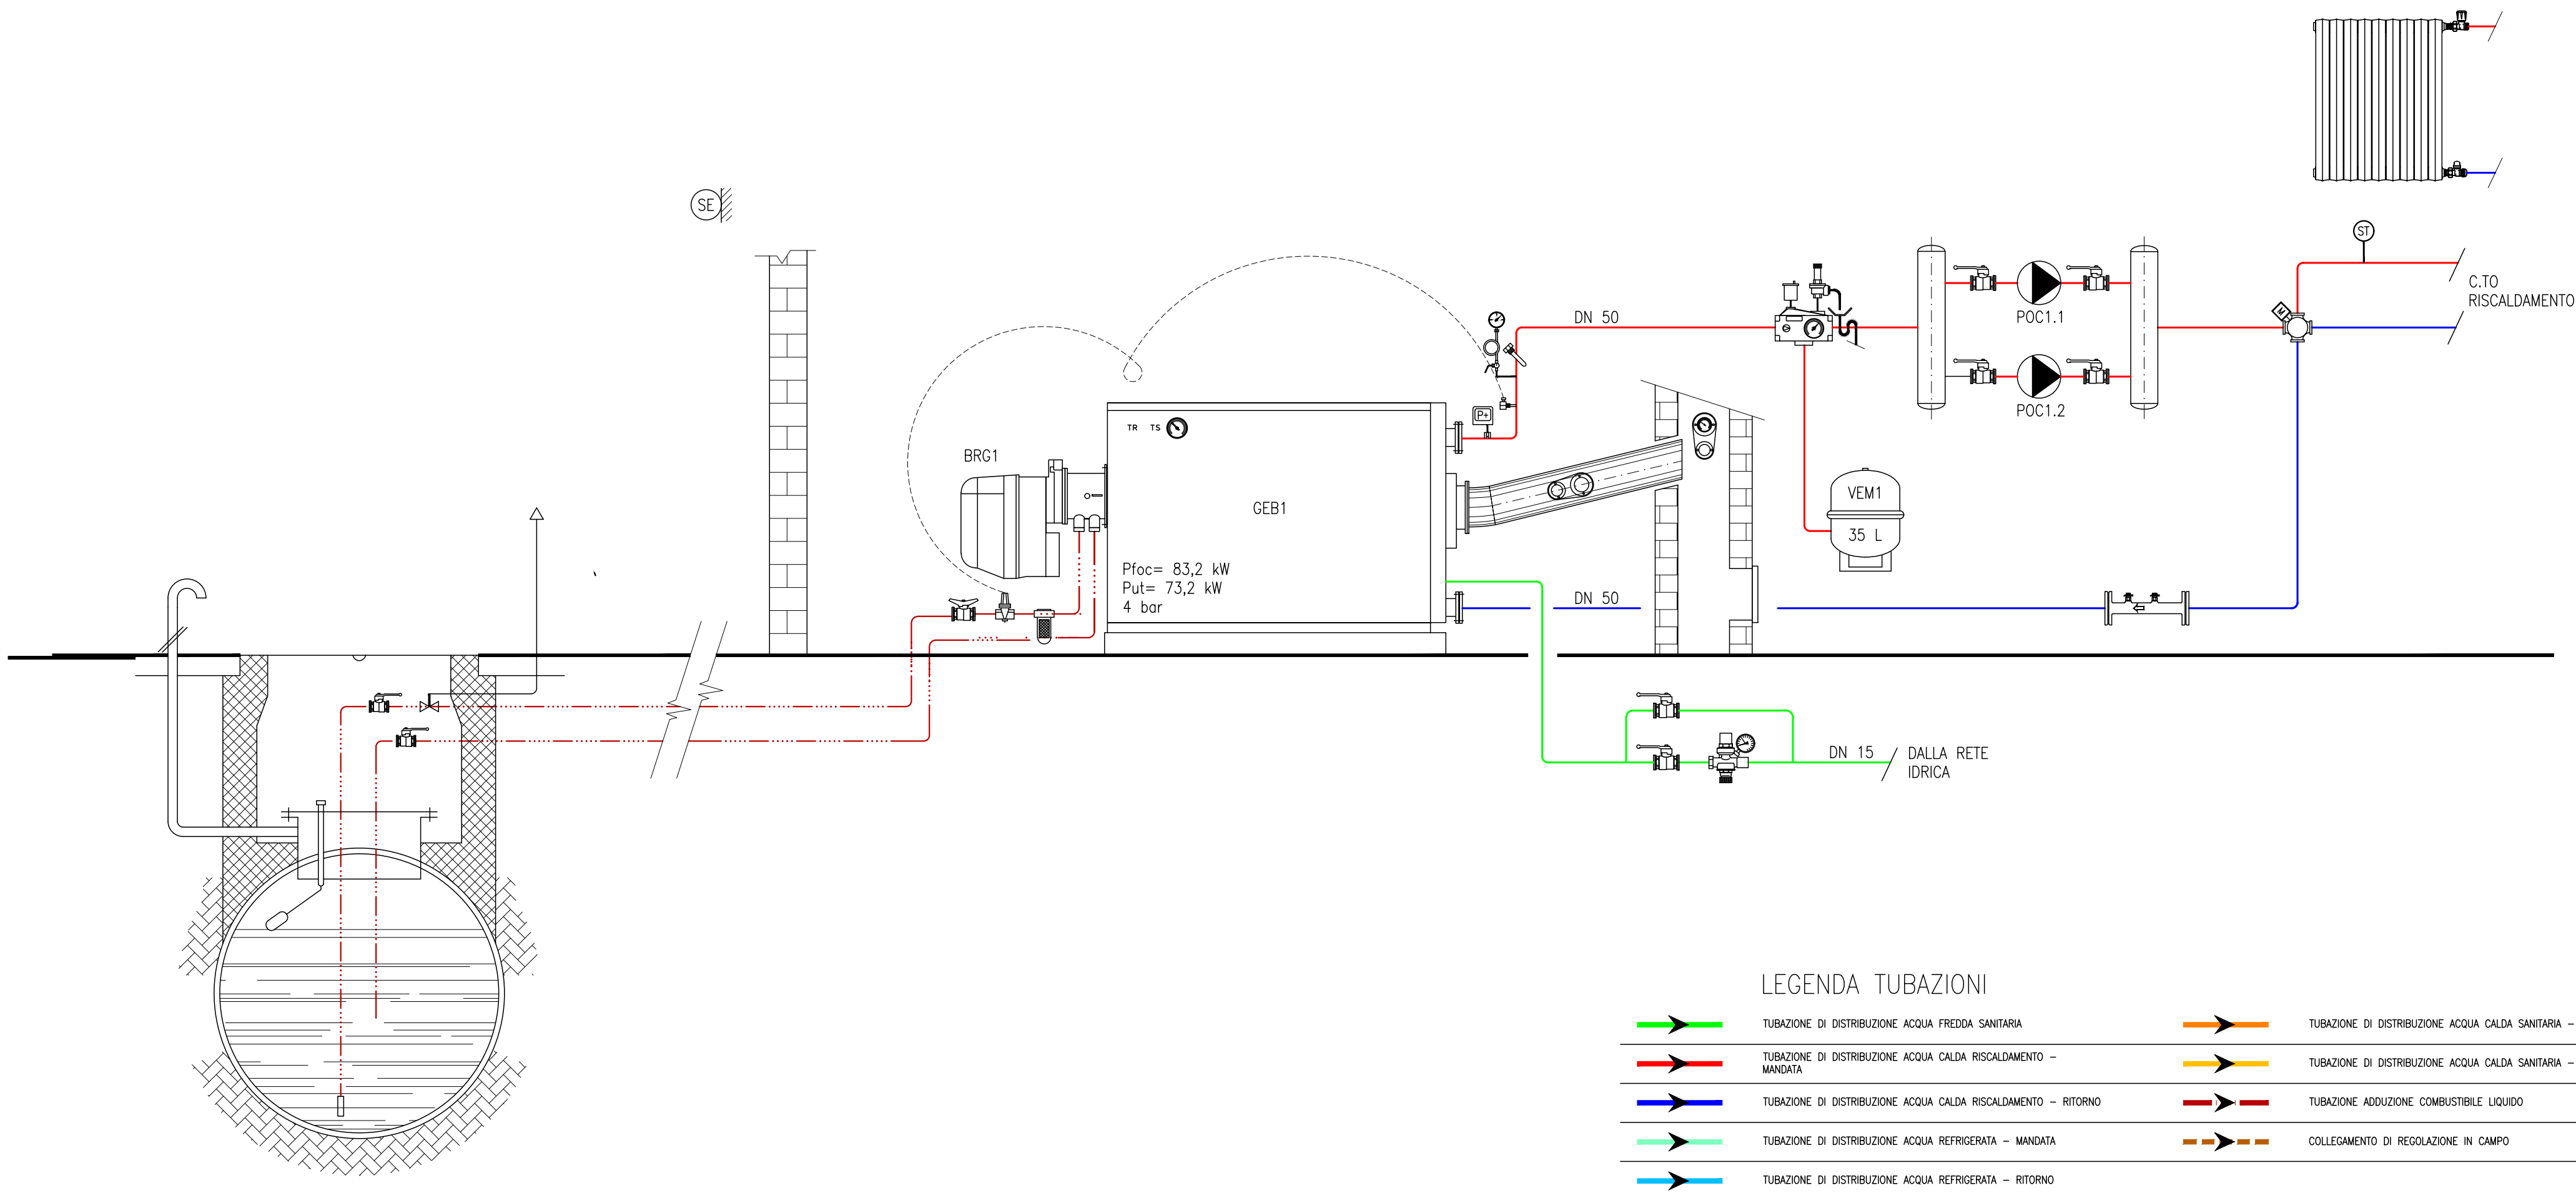 SE
ST
C.TO
RISCALDAMENTO
DN 50
POC1.1
POC1.2
P+
M
TR TS
BRG1
GEB1
VEM1
35 L
Pfoc= 83,2 kW
Put= 73,2 kW
4 bar
DN 50
DN 15
DALLA RETE
IDRICA
LEGENDA TUBAZIONI
TUBAZIONE DI DISTRIBUZIONE ACQUA FREDDA SANITARIA
TUBAZIONE DI DISTRIBUZIONE ACQUA CALDA RISCALDAMENTO –
MANDATA
TUBAZIONE DI DISTRIBUZIONE ACQUA CALDA RISCALDAMENTO – RITORNO
TUBAZIONE DI DISTRIBUZIONE ACQUA REFRIGERATA – MANDATA
TUBAZIONE DI DISTRIBUZIONE ACQUA REFRIGERATA – RITORNO
TUBAZIONE DI DISTRIBUZIONE ACQUA CALDA SANITARIA –
TUBAZIONE DI DISTRIBUZIONE ACQUA CALDA SANITARIA –
TUBAZIONE ADDUZIONE COMBUSTIBILE LIQUIDO
COLLEGAMENTO DI REGOLAZIONE IN CAMPO